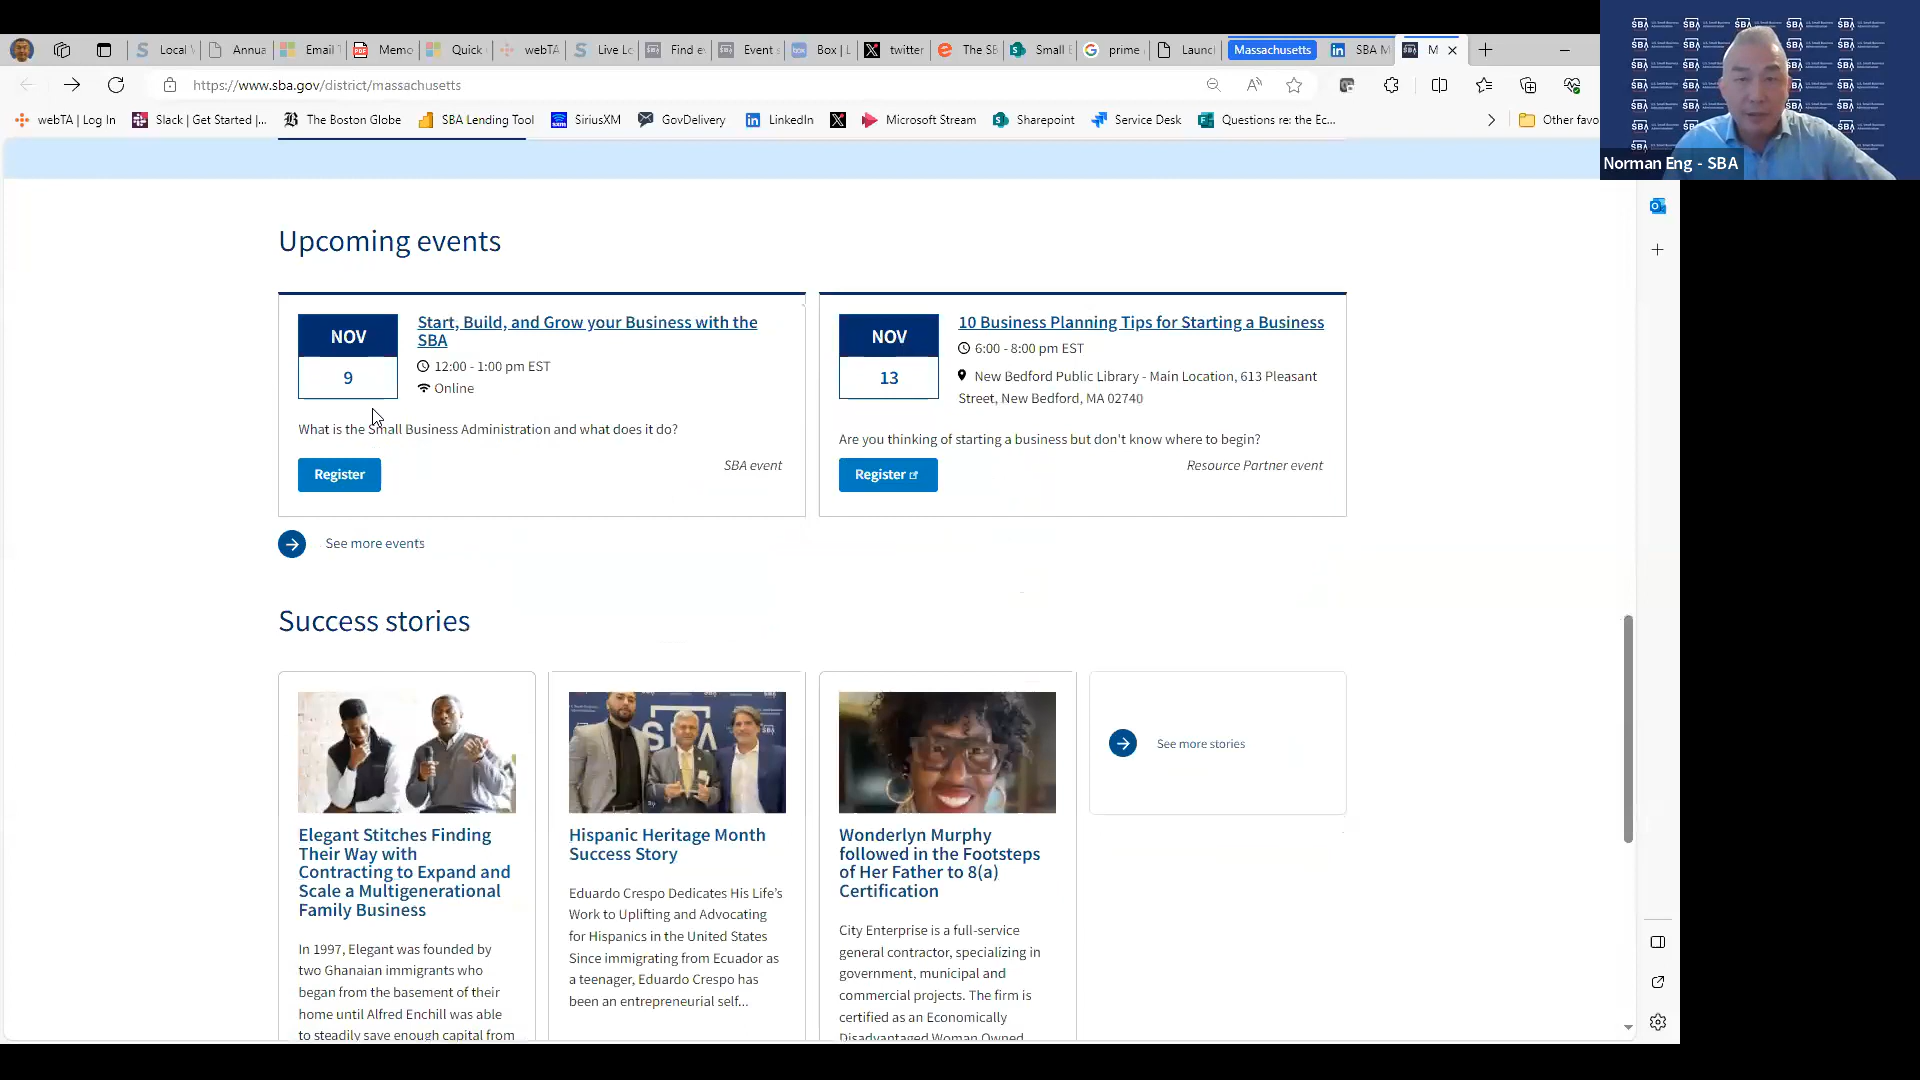 Local
Annua
Email T
Memo
Quick
webTA
Live Lo
Find ev
Event s
Box | L
twitter
The SB
Small B
prime
Launc
Massachusetts
SBA M
M
https://www.sba.gov/district/massachusetts
webTA | Log In
Slack | Get Started |...
The Boston Globe
SBA Lending Tool
SiriusXM
GovDelivery
LinkedIn
Microsoft Stream
Sharepoint
Service Desk
Questions re: the Ec...
Other favo
Norman Eng - SBA
Upcoming events
NOV
9
Start, Build, and Grow your Business with the
SBA
12:00 - 1:00 pm EST
Online
What is the Small Business Administration and what does it do?
SBA event
Register
NOV
13
10 Business Planning Tips for Starting a Business
6:00 - 8:00 pm EST
New Bedford Public Library - Main Location, 613 Pleasant
Street, New Bedford, MA 02740
Are you thinking of starting a business but don't know where to begin?
Resource Partner event
Register
See more events
Success stories
Elegant Stitches Finding
Their Way with
Contracting to Expand and
Scale a Multigenerational
Family Business
In 1997, Elegant was founded by
two Ghanaian immigrants who
began from the basement of their
home until Alfred Enchill was able
to steadily save enough capital from
SBA
Hispanic Heritage Month
Success Story
Eduardo Crespo Dedicates His Life's
Work to Uplifting and Advocating
for Hispanics in the United States
Since immigrating from Ecuador as
a teenager, Eduardo Crespo has
been an entrepreneurial self...
Wonderlyn Murphy
followed in the Footsteps
of Her Father to 8(a)
Certification
City Enterprise is a full-service
general contractor, specializing in
government, municipal and
commercial projects. The firm is
certified as an Economically
Disadvantaged Woman Owned
See more stories